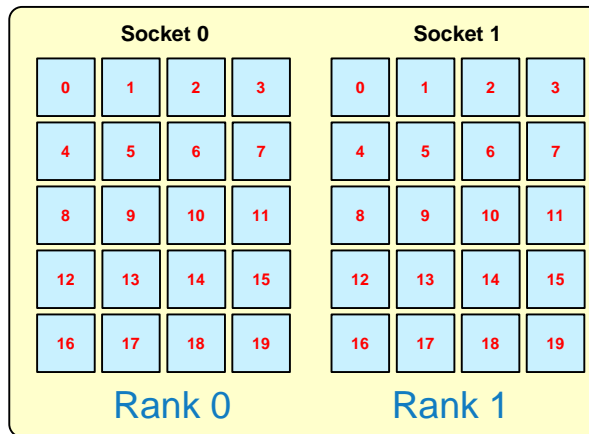 Socket 0 Socket 1
0 1 2 3 0 1 2 3
4 5 6 7 4 5 6 7
8 9 10 11 8 9 10 11
12 13 14 15 12 13 14 15
16 17 18 19 16 17 18 19
Rank 0 Rank 1